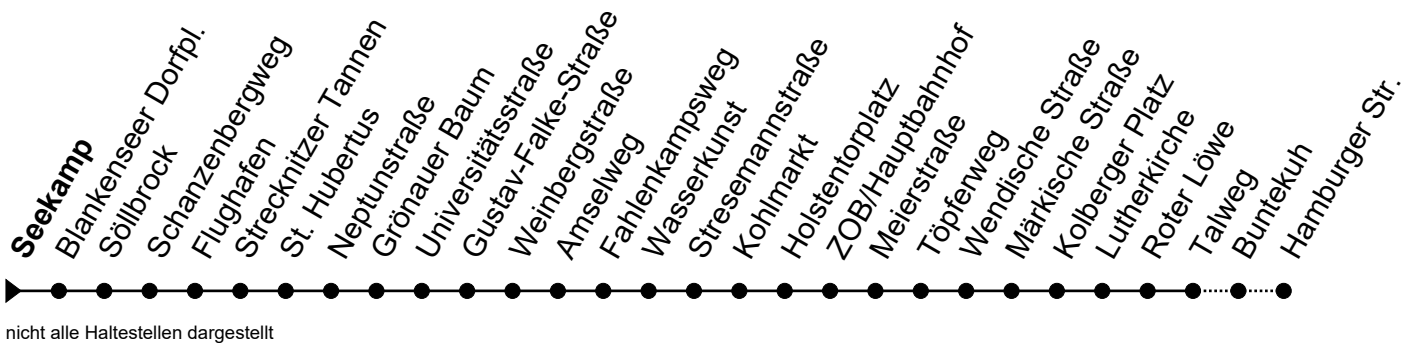 Seekamp
Blankenseer Dorfpl.
Söllbrock
Schanzenbergweg
Flughafen
Strecknitzer Tannen
St. Hubertus
Neptunstraße
Grönauer Baum
Universitätsstraße
Gustav-Falke-Straße
Weinbergstraße
Amselweg
Fahlenkampsweg
Wasserkunst
Stresemannstraße
Kohlmarkt
Holstentorplatz
ZOB/Hauptbahnhof
Meierstraße
Töpferweg
Wendische Straße
Märkische Straße
Kolberger Platz
Lutherkirche
Roter Löwe
Talweg
Buntekuh
Hamburger Str.
nicht alle Haltestellen dargestellt